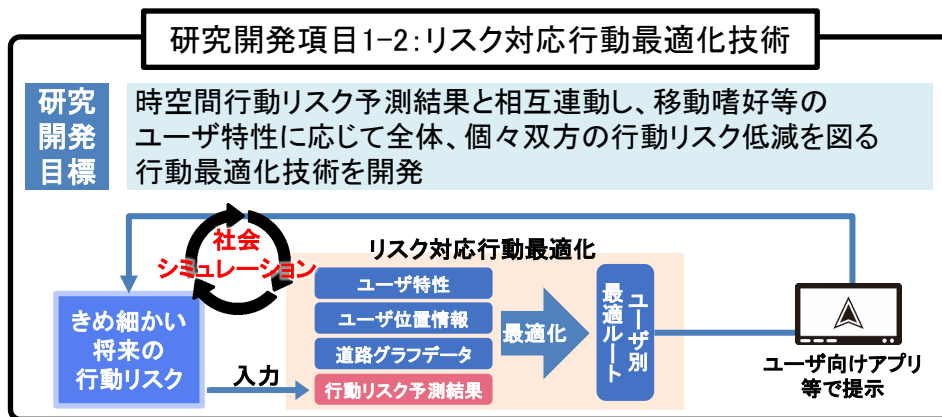 研究開発項目1-2：リスク対応行動最適化技術
研究
開発
目標
時空間行動リスク予測結果と相互連動し、移動嗜好等の
ユーザ特性に応じて全体、個々双方の行動リスク低減を図る
行動最適化技術を開発
社会
シミュレーション
リスク対応行動最適化
きめ細かい
将来の
行動リスク
入力
ユーザ特性
ユーザ位置情報
道路グラフデータ
行動リスク予測結果
最適化
ユーザ別
最適ルート
ユーザ向けアプリ
等で提示